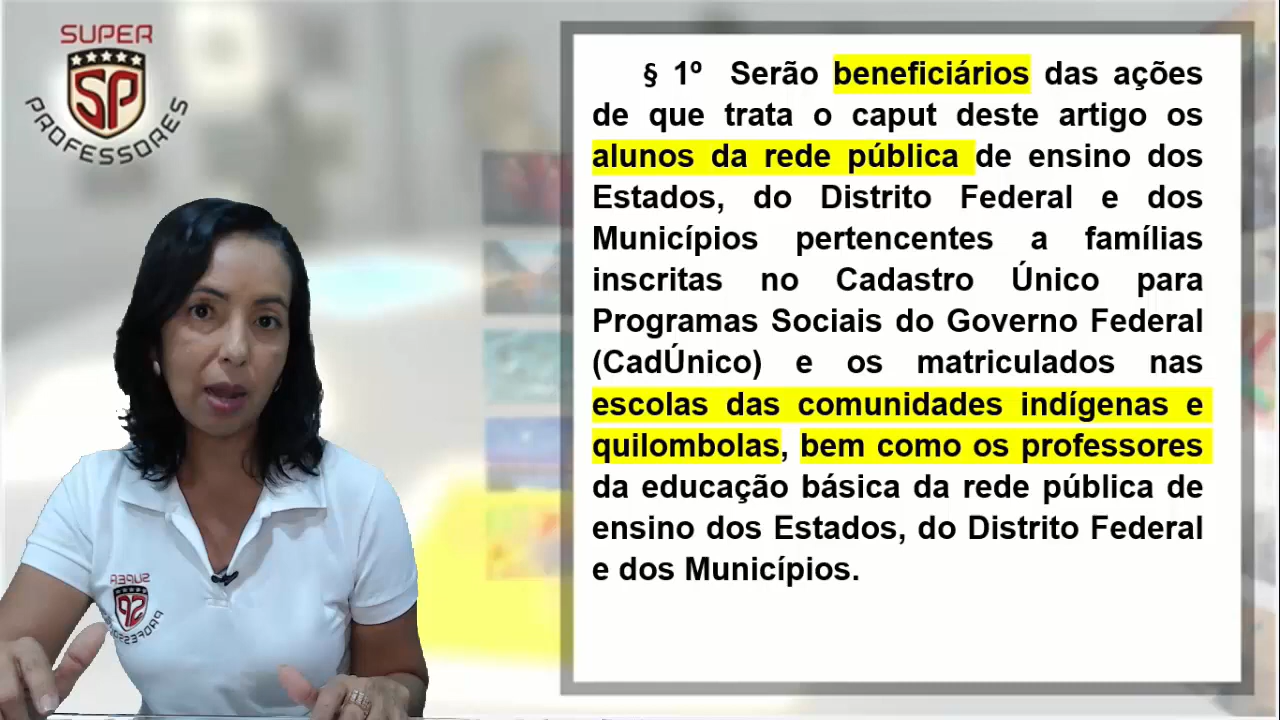 SUPER
SP
PROFESSORES
§ 1º Serão beneficiários das ações
de que trata o caput deste artigo os
alunos da rede pública de ensino dos
Estados, do Distrito Federal e dos
Municípios pertencentes a famílias
inscritas no Cadastro Único para
Programas Sociais do Governo Federal
(CadÚnico) e os matriculados nas
escolas das comunidades indígenas e
quilombolas, bem como os professores
da educação básica da rede pública de
ensino dos Estados, do Distrito Federal
e dos Municípios.
SUPER
SP
PROFESSORES